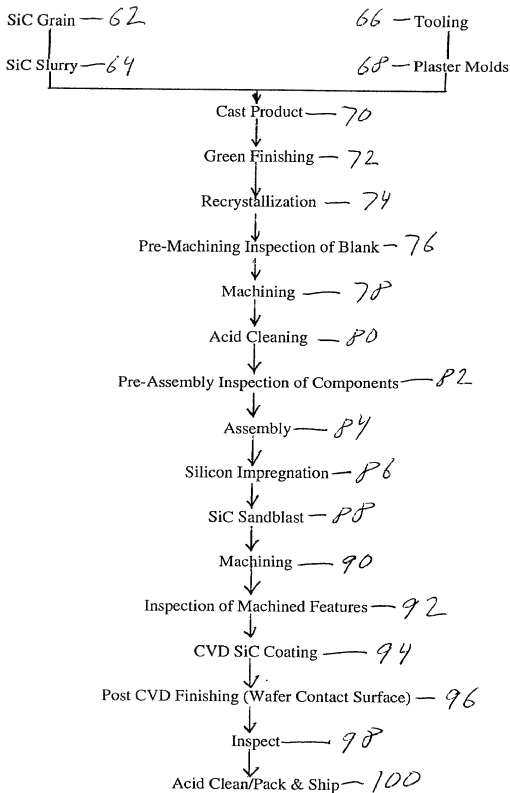 SiC Grain — 62
66 — Tooling
SiC Slurry — 64
68 — Plaster Molds
Cast Product — 70
Green Finishing — 72
Recrystallization — 74
Pre-Machining Inspection of Blank — 76
Machining — 78
Acid Cleaning — 80
Pre-Assembly Inspection of Components — 82
Assembly — 84
Silicon Impregnation — 86
SiC Sandblast — 88
Machining — 90
Inspection of Machined Features — 92
CVD SiC Coating — 94
Post CVD Finishing (Wafer Contact Surface) — 96
Inspect — 98
Acid Clean/Pack & Ship — 100